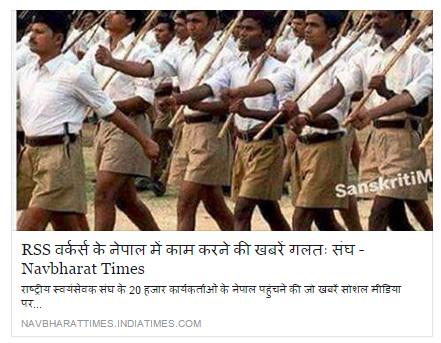 SanskritiM
RSS वर्कर्स के नेपाल में काम करने की खबरें गलतः संघ -
Navbharat Times
राष्ट्रीय स्वयंसेवक संघ के 20 हजार कार्यकर्ताओं के नेपाल पहुंचने की जो खबरें सोशल मीडिया
पर...
NAVBHARATTIMES.INDIATIMES.COM